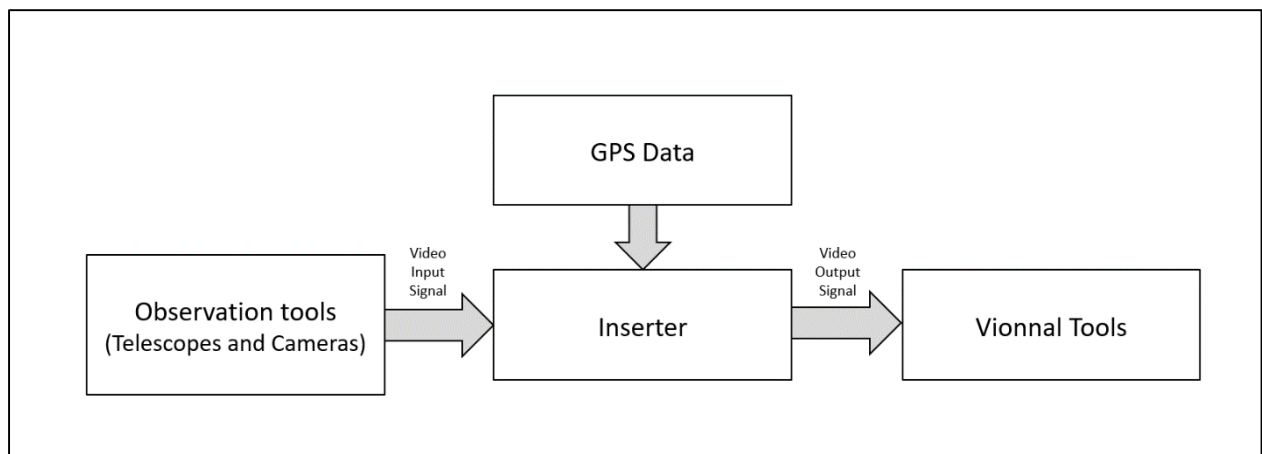 GPS Data
Video
Input
Signal
Video
Output
Signal
Observation tools
(Telescopes and Cameras)
Inserter
Vionnal Tools